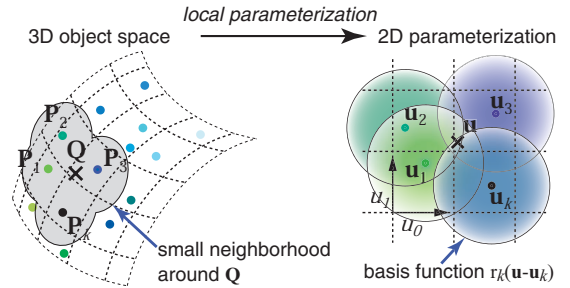 local parameterization
3D object space
2D parameterization
P2
Q
P1
P3
Pk
small neighborhood
around Q
u2
u3
u
u1
uk
u1
u0
basis function rk(u-uk)